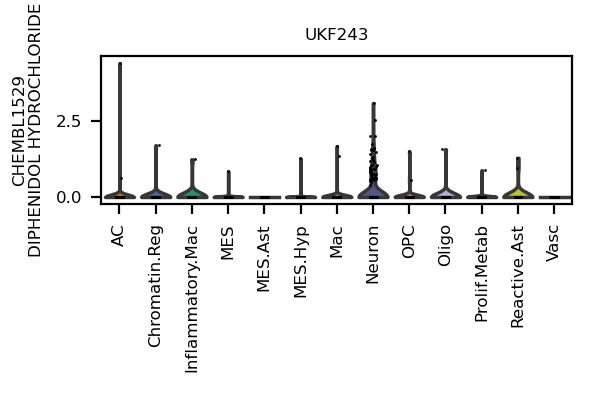 UKF243
CHEMBL1529
DIPHENIDOL HYDROCHLORIDE
2.5
0.0
AC
Chromatin.Reg
Inflammatory.Mac
MES
MES.Ast
MES.Hyp
Mac
Neuron
OPC
Oligo
Prolif.Metab
Reactive.Ast
Vasc